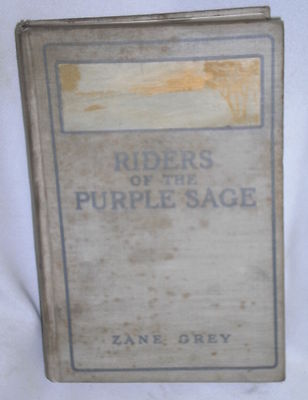 RIDERS
OF THE
PURPLE SAGE
ZANE GREY